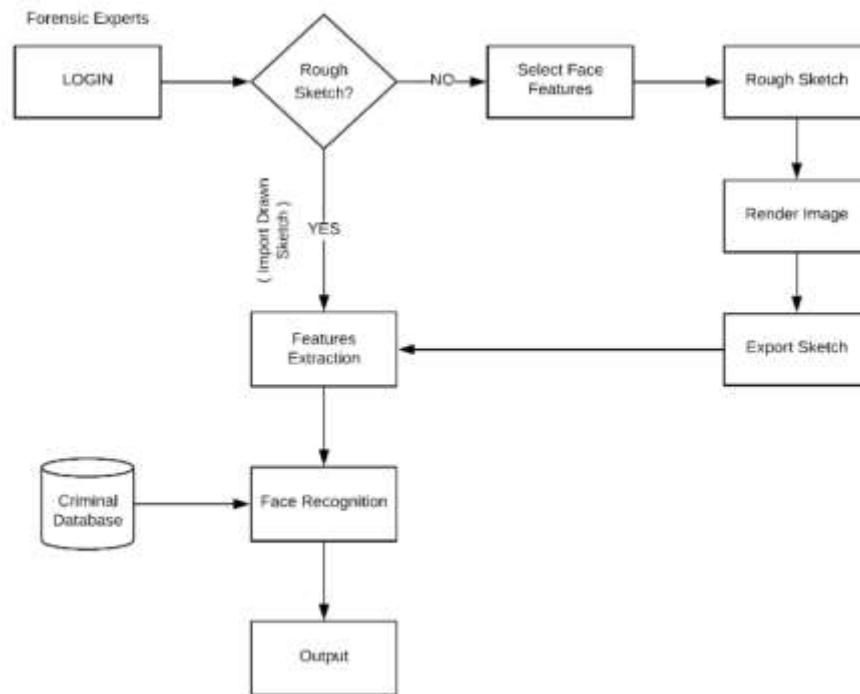 Forensic Experts
LOGIN
Rough
Sketch?
NO
Select Face
Features
Rough Sketch
Render Image
Export Sketch
( Import Drawn
Sketch )
YES
Features
Extraction
Criminal
Database
Face Recognition
Output